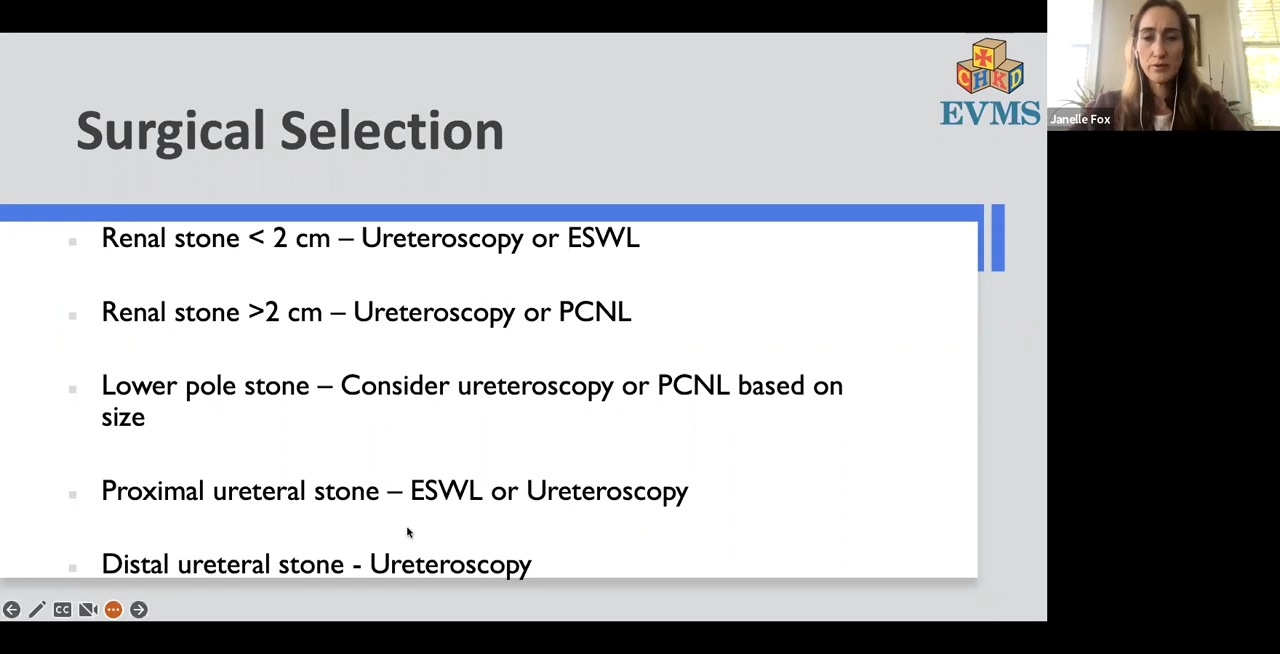 CHKD
EVMS
Janelle Fox
Surgical Selection
Renal stone < 2 cm – Ureteroscopy or ESWL
Renal stone >2 cm – Ureteroscopy or PCNL
Lower pole stone – Consider ureteroscopy or PCNL based on
size
Proximal ureteral stone – ESWL or Ureteroscopy
Distal ureteral stone - Ureteroscopy
CC